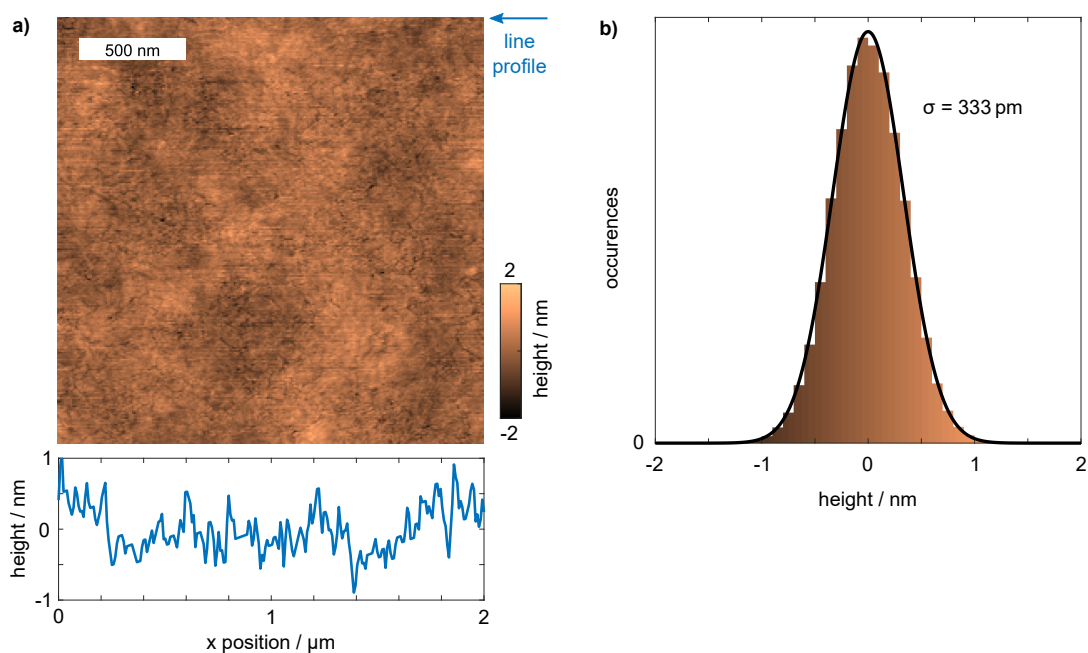 a)
500 nm
line
profile
2
height / nm
-2
1
0
-1
height / nm
0
1
2
x position / µm
b)
σ = 333 pm
occurences
0
-2
-1
0
1
2
height / nm